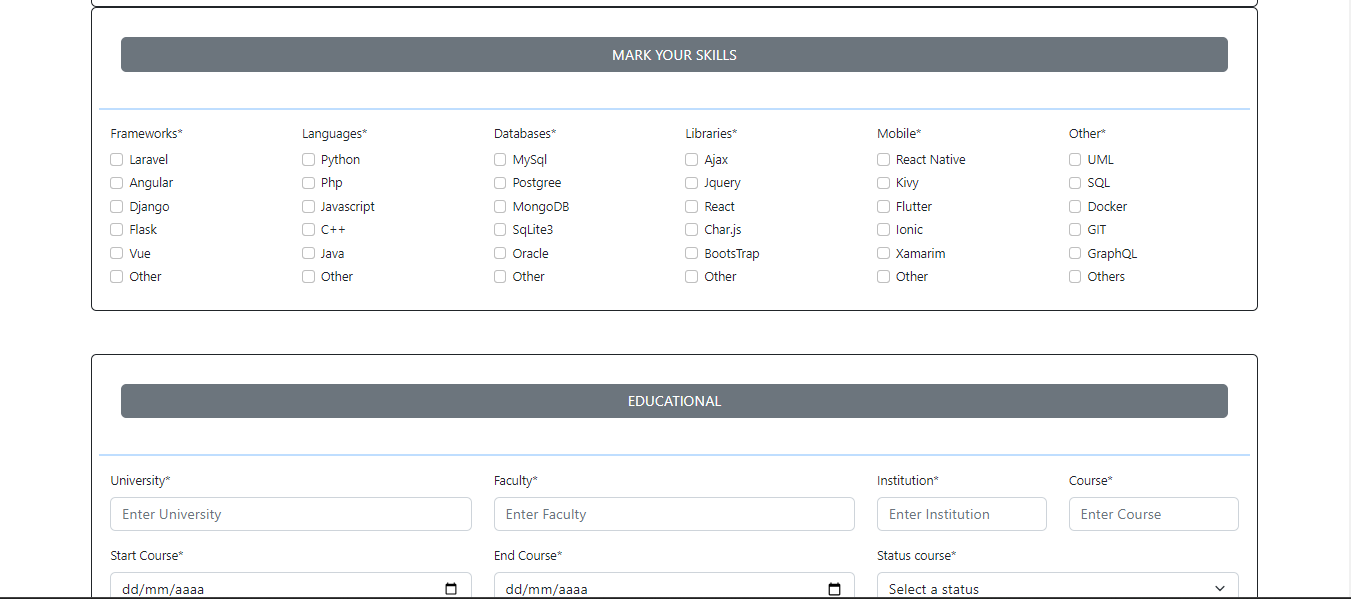 MARK YOUR SKILLS
Frameworks* Languages* Databases* Libraries* Mobile* Other*
Laravel Python MySql Ajax React Native UML
Angular Php Postgree Jquery Kivy SQL
Django Javascript MongoDB React Flutter Docker
Flask C++ SqLite3 Char.js Ionic GIT
Vue Java Oracle BootsTrap Xamarim GraphQL
Other Other Other Other Other Others
EDUCATIONAL
University* Faculty* Institution* Course*
Enter University Enter Faculty Enter Institution Enter Course
Start Course* End Course* Status course*
dd/mm/aaaa dd/mm/aaaa Select a status